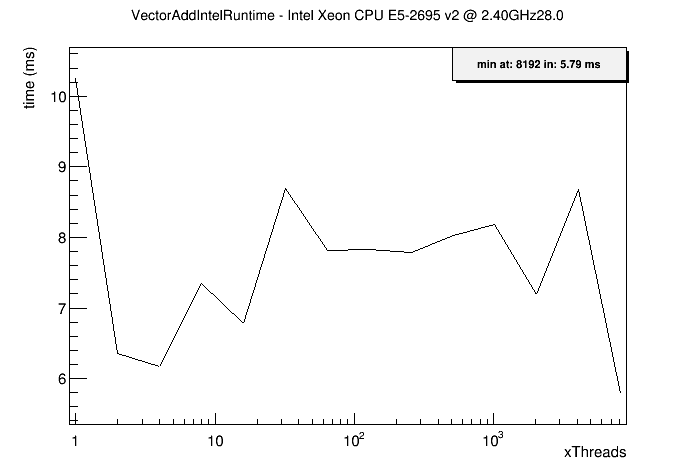 VectorAddIntelRuntime - Intel Xeon CPU E5-2695 v2 @ 2.40GHz28.0
time (ms)
min at: 8192 in: 5.79 ms
10
9
8
7
6
1 10 10² 10³
xThreads